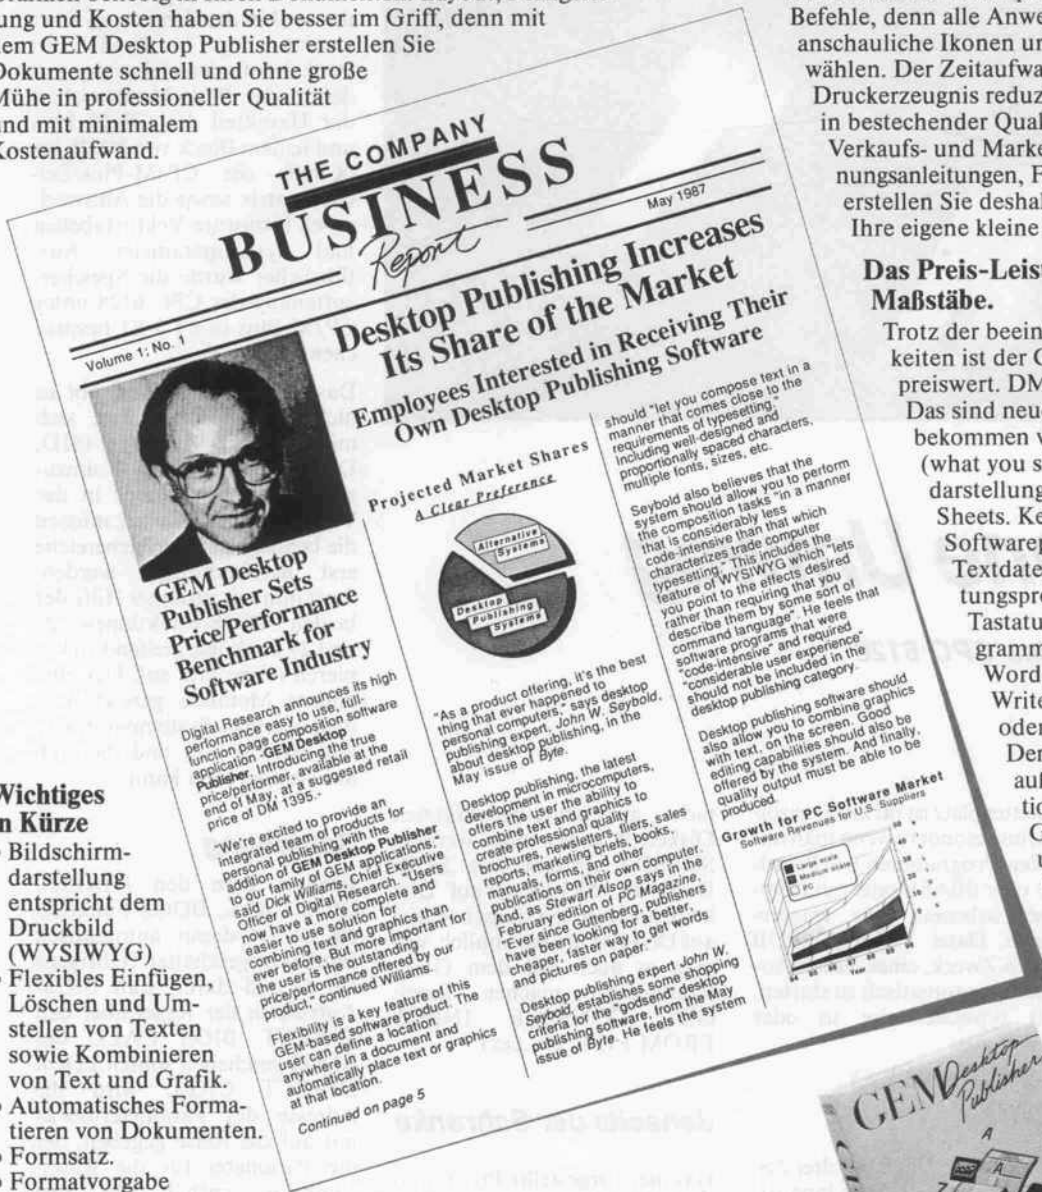 ung und Kosten haben Sie besser im Griff, denn mit
dem GEM Desktop Publisher erstellen Sie
Dokumente schnell und ohne große
Mühe in professioneller Qualität
und mit minimalem
Kostenaufwand.
THE COMPANY
BUSINESS
Report
Volume 1; No. 1
May 1987
Desktop Publishing Increases
Its Share of the Market
Employees Interested in Receiving Their
Own Desktop Publishing Software
GEM Desktop
Publisher Sets
Price/Performance
Benchmark for
Software Industry
Digital Research announces its high
performance easy to use, full-
function page composition software
application -GEM Desktop
Publisher. Introducing the true
price/performer, available at the
end of May, at a suggested retail
price of DM 1395.-
"We're excited to provide an
integrated team of products for
personal publishing with the
addition of GEM Desktop Publisher
to our family of GEM applications,"
said Dick Williams, Chief Executive
Officer of Digital Research. "Users
now have a more complete and
easier to use solution for
combining text and graphics than
ever before. But more important for
the user is the outstanding
price/performance offered by the
product," continued Williams.
Flexibility is a key feature of this
GEM-based software product. The
user can define a location
anywhere in a document and
automatically place text or graphics
at that location.
Continued on page 5
Projected Market Shares
A Clear Preference
Alternative
Systems
Desktop
Publishing
Systems
"As a product offering, it's the best
thing that ever happened to
personal computers," says desktop
publishing expert, John W. Seybold,
about desktop publishing, in the
May issue of Byte.
Desktop publishing, the latest
development in microcomputers,
offers the user the ability to
combine text and graphics to
create professional quality
brochures, newsletters, fliers, sales
reports, marketing briefs, books,
manuals, forms, and other
publications on their own computer.
And, as Stewart Alsop says in the
February edition of PC Magazine,
"Ever since Guttenberg, publishers
have been looking for a better,
cheaper, faster way to get words
and pictures on paper."
Desktop publishing expert John W.
Seybold, establishes some shopping
criteria for the "godsend" desktop
publishing software. from the May
issue of Byte. He feels the system
should "let you compose text in a
manner that comes close to the
requirements of typesetting,"
including well-designed and
proportionally spaced characters,
multiple fonts, sizes, etc.
Seybold also believes that the
system should allow you to perform
the composition tasks "in a manner
that is considerably less
code-intensive than that which
characterizes trade computer
typesetting." This includes the
feature of WYSIWYG which "lets
you point to the effects desired
rather than requiring that you
describe them by some sort of
command language". He feels that
software programs that were
"code-intensive" and required
"considerable user experience"
should not be included in the
desktop publishing category.
Desktop publishing software should
also allow you to combine graphics
with text, on the screen. Good
editing capabilities should also be
offered by the system. And finally,
quality output must be able to be
produced.
Growth of PC Software Market
Software Revenues for U.S. Suppliers
Large scale
Medium scale
PC
Wichtiges
in Kürze
Bildschirm-
darstellung
entspricht dem
Druckbild
(WYSIWYG)
Flexibles Einfügen,
Löschen und Um-
stellen von Texten
sowie Kombinieren
von Text und Grafik.
Automatisches Forma-
tieren von Dokumenten.
Formsatz.
Formatvorgabe
Befehle, denn alle Anwe
anschauliche Ikonen un
wählen. Der Zeitaufwa
Druckerzeugnis reduz
in bestechender Qual
Verkaufs- und Marke
nungsanleitungen, F
erstellen Sie deshal
Ihre eigene kleine
Das Preis-Leist
Maßstäbe.
Trotz der beein
keiten ist der G
preiswert. DM
Das sind neu
bekommen v
(what you s
darstellung
Sheets. Ke
Softwarep
Textdate
tungspro
Tastatu
gramm
Word
Write
oder
Der
auf
tio
G
GEM Desktop
Publisher